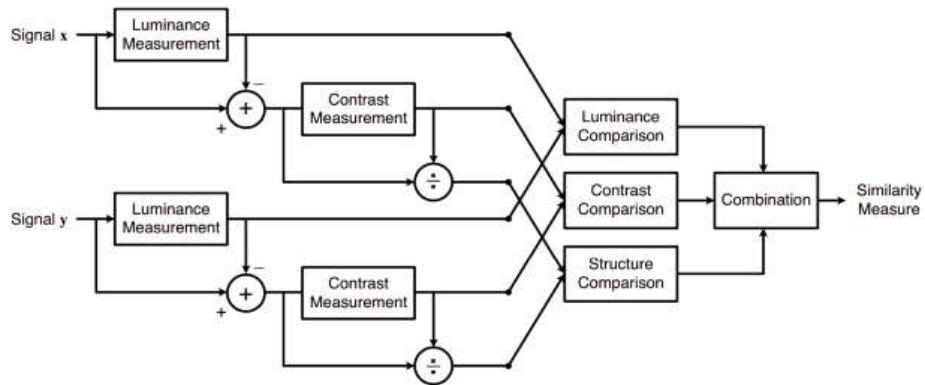 Signal x
Luminance
Measurement
−
+
+
Contrast
Measurement
÷
Luminance
Comparison
Contrast
Comparison
Structure
Comparison
Combination
Similarity
Measure
Signal y
Luminance
Measurement
−
+
+
Contrast
Measurement
÷